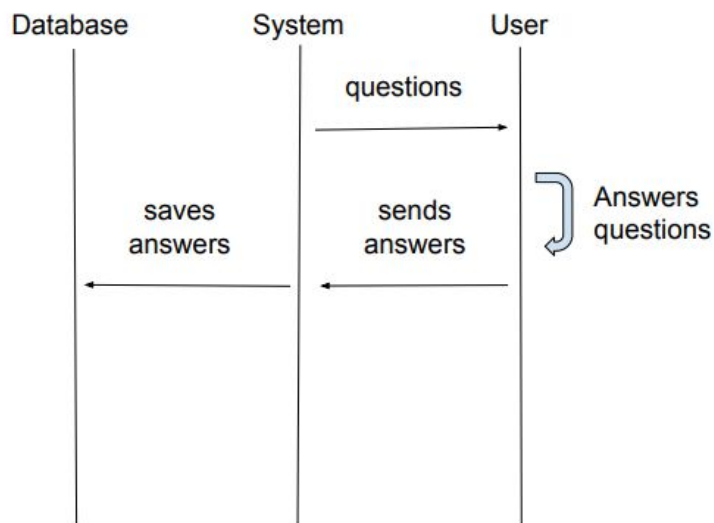 Database
System
User
questions
Answers
questions
saves
answers
sends
answers